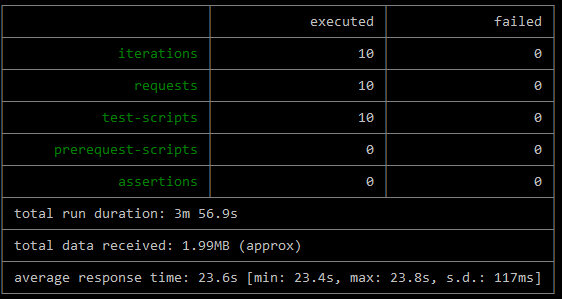 executed failed
iterations 10 0
requests 10 0
test-scripts 10 0
prerequest-scripts 0 0
assertions 0 0
total run duration: 3m 56.9s
total data received: 1.99MB (approx)
average response time: 23.6s [min: 23.4s, max: 23.8s, s.d.: 117ms]